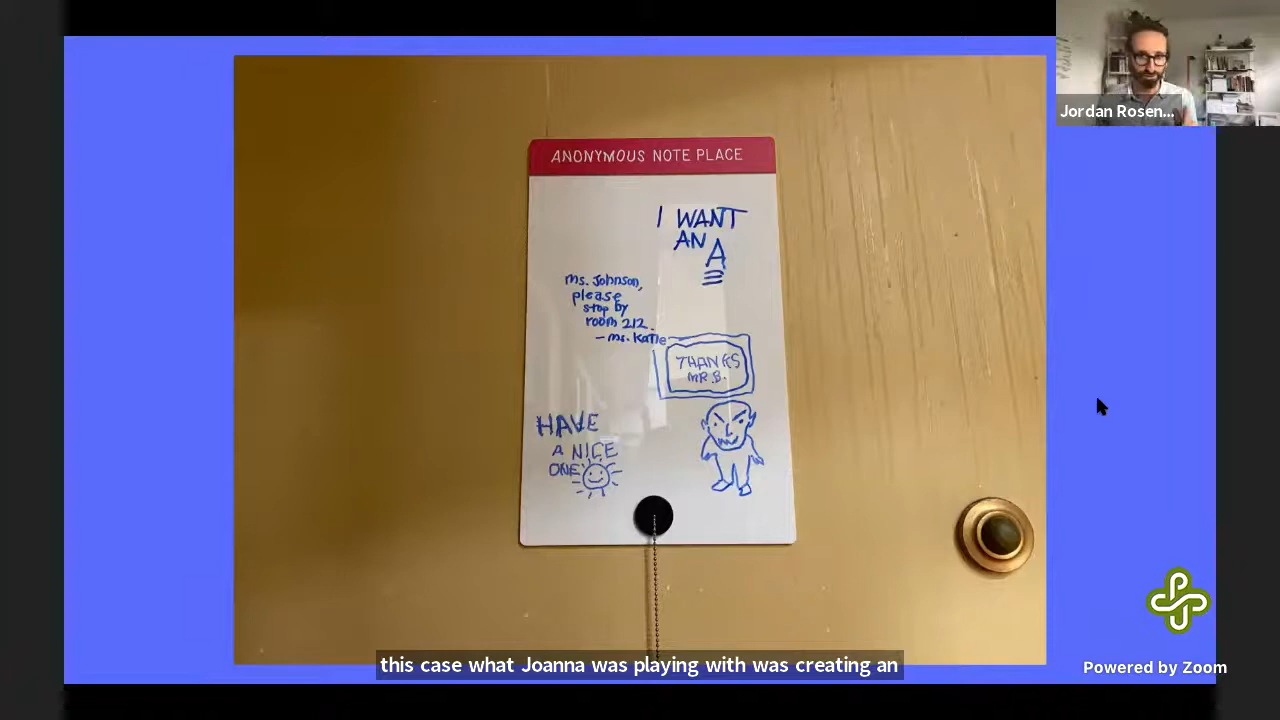 Jordan Rosen...
ANONYMOUS NOTE PLACE
I WANT
AN
A
ms. Johnson,
please
stop by
room 212.
- ms. Katie
THANKS
MR B.
HAVE
A NICE
ONE
this case what Joanna was playing with was creating an
Powered by Zoom